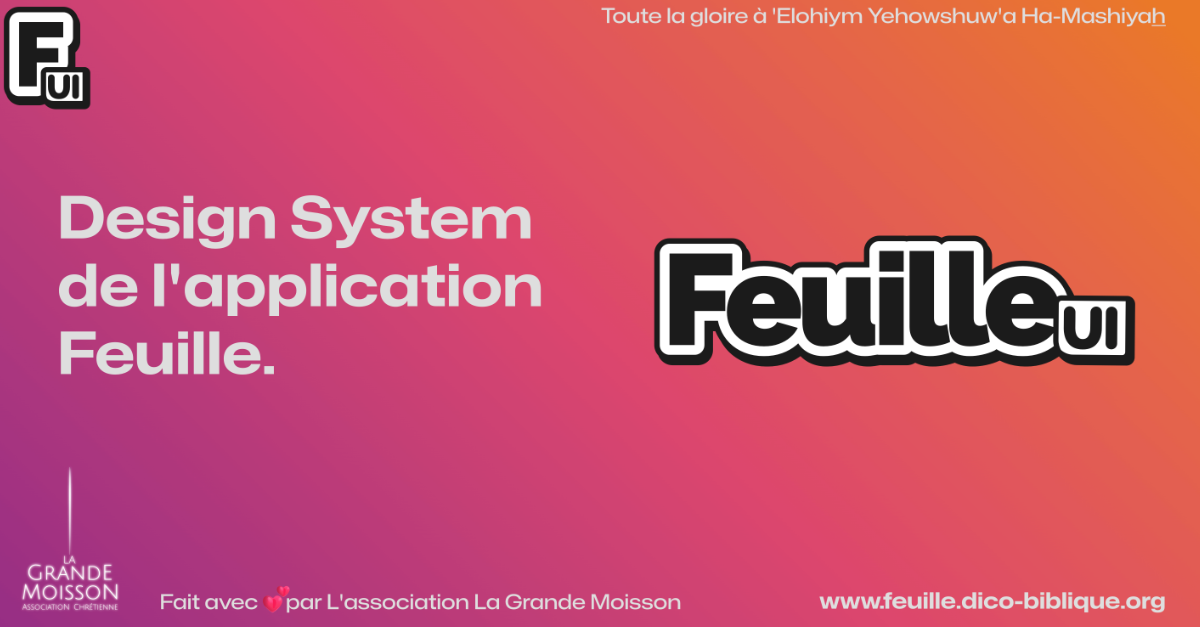 F
UI
Toute la gloire à 'Elohiym Yehowshuw'a Ha-Mashiyah
Design System
de l'application
Feuille.
Feuille UI
LA
GRANDE
MOISSON
ASSOCIATION CHRÉTIENNE
Fait avec 💕par L'association La Grande Moisson
www.feuille.dico-biblique.org